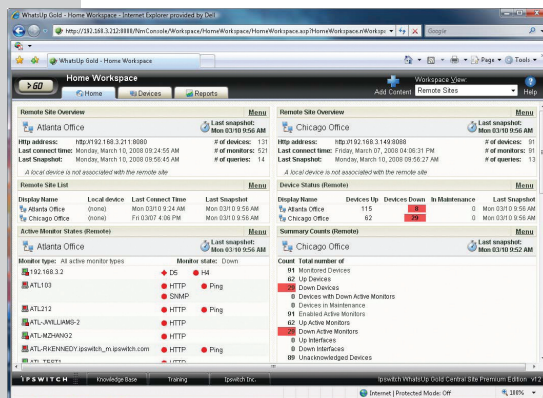 WhatsUp Gold - Home Workspace - Internet Explorer provided by Dell
http://192.168.3.212:8080/NmConsole/Workspace/HomeWorkspace/HomeWorkspace.asp?HomeWorkspace.nWorksp
Google
WhatsUp Gold - Home Workspace
Page
Tools
GO
Home Workspace
Home
Devices
Reports
Add Content
Workspace View:
Remote Sites
Help
Remote Site Overview Menu
Atlanta Office
Last snapshot:
Mon 03/10 9:56 AM
Http address: http://192.168.3.211:8080 # of devices: 131
Last connect time: Monday, March 10, 2008 09:24:55 AM # of monitors: 521
Last Snapshot: Monday, March 10, 2008 09:56:45 AM # of queries: 14
A local device is not associated with the remote site
Remote Site Overview Menu
Chicago Office
Last snapshot:
Mon 03/10 9:56 AM
Http address: http://192.168.3.149:8088 # of devices: 91
Last connect time: Friday, March 07, 2008 04:06:31 PM # of monitors: 91
Last Snapshot: Monday, March 10, 2008 09:56:27 AM # of queries: 13
A local device is not associated with the remote site
Remote Site List Menu
Display Name Local device Last Connect Time Last Snapshot
Atlanta Office (none) Mon 03/10 9:24 AM Mon 03/10 9:56 AM
Chicago Office (none) Fri 03/07 4:06 PM Mon 03/10 9:56 AM
Device Status (Remote) Menu
Display Name Devices Up Devices Down In Maintenance Last Snapshot
Atlanta Office 115 8 0 Mon 03/10 9:56 AM
Chicago Office 62 29 0 Mon 03/10 9:56 AM
Active Monitor States (Remote) Menu
Atlanta Office
Last snapshot:
Mon 03/10 9:56 AM
Monitor type: All active monitor types Monitor state: Down
192.168.3.2 D5 H4
ATL103 HTTP Ping
SNMP
ATL212 HTTP Ping
ATL-JWILLIAMS-2 HTTP
ATL-MZHANG2 HTTP
ATL-RKENNEDY.ipswitch_m.ipswitch.com HTTP Ping
ATL-TEST1 HTTP
Summary Counts (Remote) Menu
Chicago Office
Last snapshot:
Mon 03/10 9:52 AM
Count Total number of
91 Monitored Devices
62 Up Devices
29 Down Devices
0 Devices with Down Active Monitors
0 Devices in Maintenance
91 Enabled Active Monitors
62 Up Active Monitors
29 Down Active Monitors
0 Up Interfaces
0 Down Interfaces
89 Unacknowledged Devices
IPSWITCH Knowledge Base Training Ipswitch Inc. Ipswitch WhatsUp Gold Central Site Premium Edition v12
Internet | Protected Mode: Off 100%